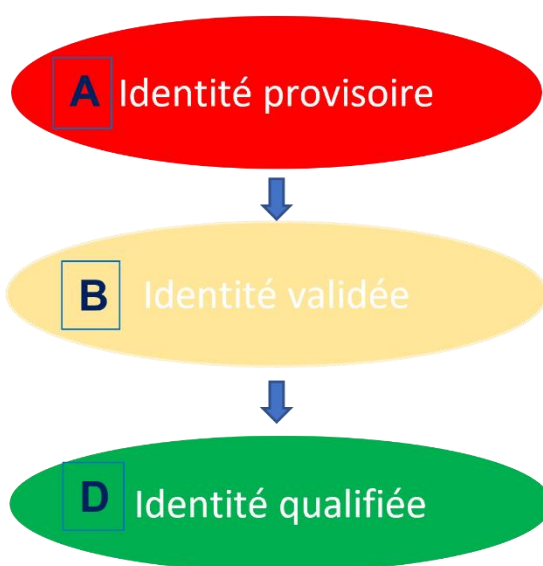 A Identité provisoire
B Identité validée
D Identité qualifiée